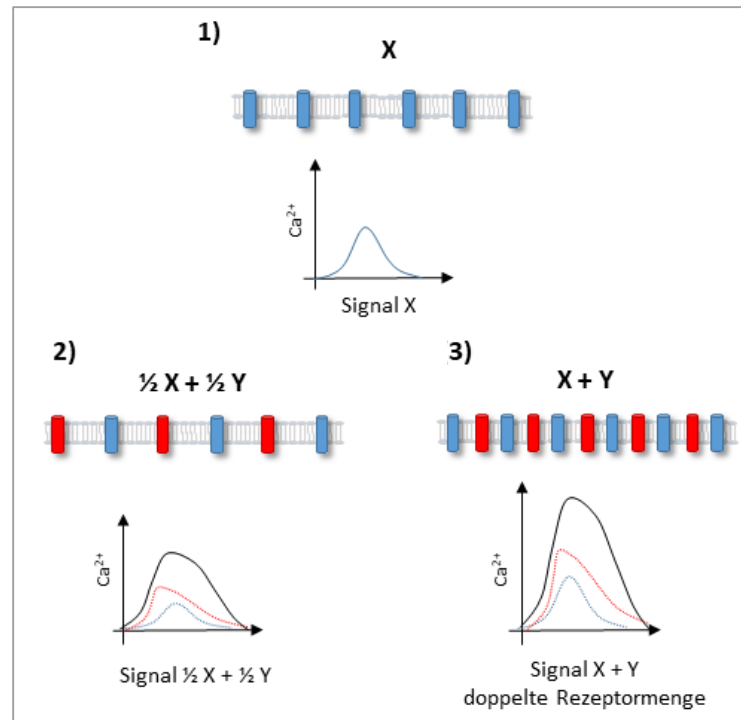 1)
X
Ca²⁺
Signal X
2)
½ X + ½ Y
Ca²⁺
Signal ½ X + ½ Y
3)
X + Y
Ca²⁺
Signal X + Y
doppelte Rezeptormenge